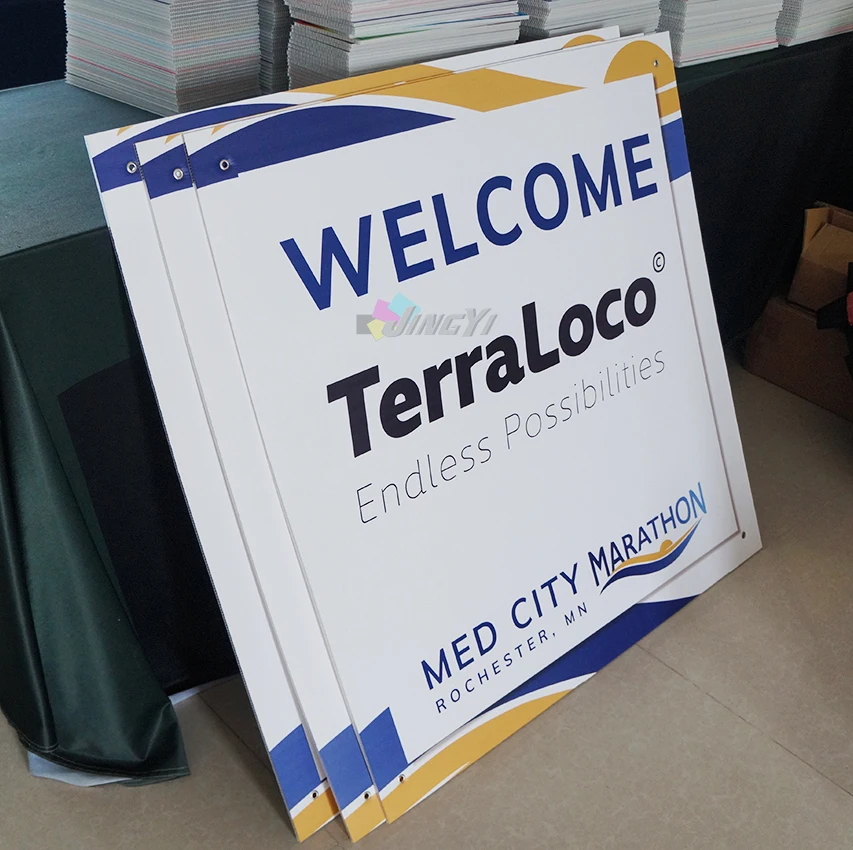 WELCOME
JINGYI
TerraLoco©
Endless Possibilities
MED CITY MARATHON
ROCHESTER, MN